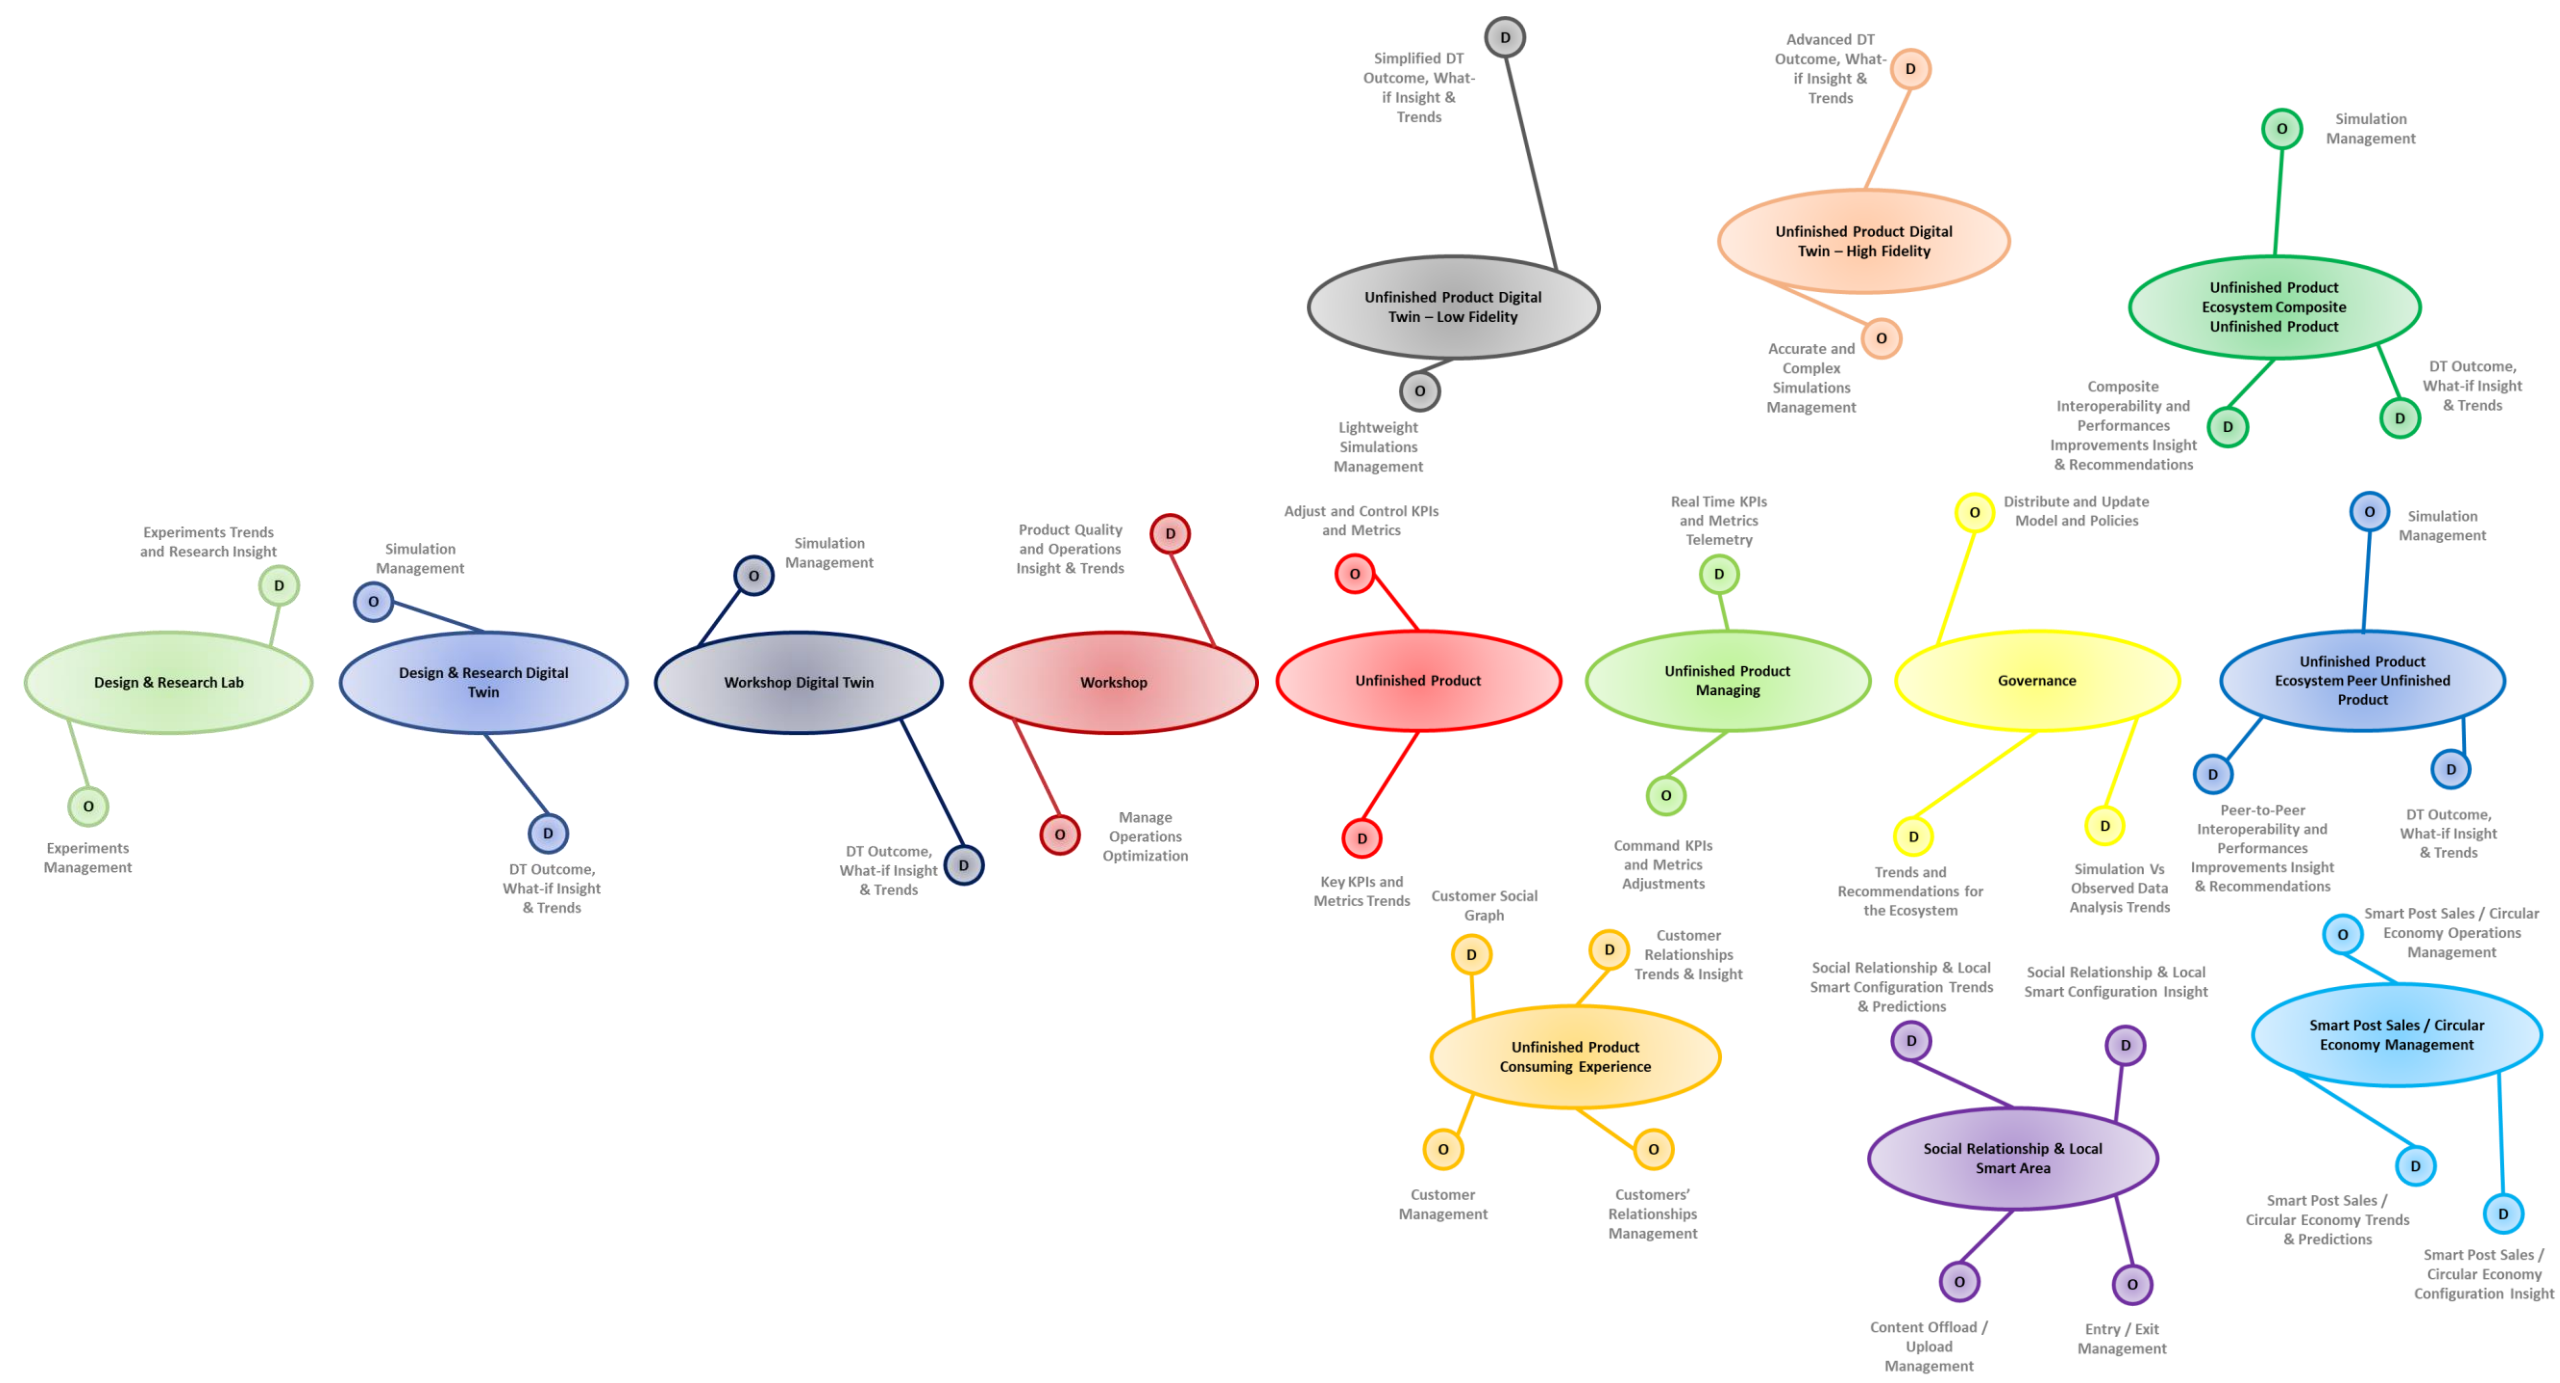 D
Simplified DT
Outcome, What-
if Insight &
Trends
Unfinished Product Digital
Twin – Low Fidelity
O
Lightweight
Simulations
Management
Advanced DT
Outcome, What-
if Insight &
Trends
D
Unfinished Product Digital
Twin – High Fidelity
O
Accurate and
Complex
Simulations
Management
O
Simulation
Management
Unfinished Product
Ecosystem Composite
Unfinished Product
Composite
Interoperability and
Performances
Improvements Insight
& Recommendations
D
DT Outcome,
What-if Insight
& Trends
D
Experiments Trends
and Research Insight
D
Design & Research Lab
O
Experiments
Management
Simulation
Management
O
Design & Research Digital
Twin
D
DT Outcome,
What-if Insight
& Trends
O
Simulation
Management
Workshop Digital Twin
DT Outcome,
What-if Insight
& Trends
D
Product Quality
and Operations
Insight & Trends
D
Workshop
O
Manage
Operations
Optimization
Adjust and Control KPIs
and Metrics
O
Unfinished Product
D
Key KPIs and
Metrics Trends
Real Time KPIs
and Metrics
Telemetry
D
Unfinished Product
Managing
O
Command KPIs
and Metrics
Adjustments
O
Distribute and Update
Model and Policies
Governance
D
Trends and
Recommendations for
the Ecosystem
D
Simulation Vs
Observed Data
Analysis Trends
O
Simulation
Management
Unfinished Product
Ecosystem Peer Unfinished
Product
D
Peer-to-Peer
Interoperability and
Performances
Improvements Insight
& Recommendations
D
DT Outcome,
What-if Insight
& Trends
Customer Social
Graph
D
D
Customer
Relationships
Trends & Insight
Unfinished Product
Consuming Experience
O
Customer
Management
O
Customers’
Relationships
Management
Social Relationship & Local
Smart Configuration Trends
& Predictions
D
Social Relationship & Local
Smart Configuration Insight
D
Social Relationship & Local
Smart Area
O
Content Offload /
Upload
Management
O
Entry / Exit
Management
O
Smart Post Sales / Circular
Economy Operations
Management
Smart Post Sales / Circular
Economy Management
D
Smart Post Sales /
Circular Economy Trends
& Predictions
D
Smart Post Sales /
Circular Economy
Configuration Insight